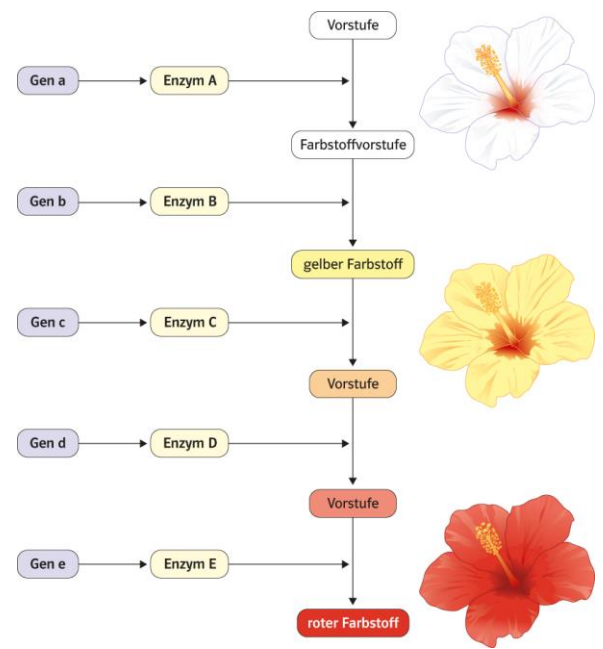 Vorstufe
Gen a
Enzym A
Farbstoffvorstufe
Gen b
Enzym B
gelber Farbstoff
Gen c
Enzym C
Vorstufe
Gen d
Enzym D
Vorstufe
Gen e
Enzym E
roter Farbstoff